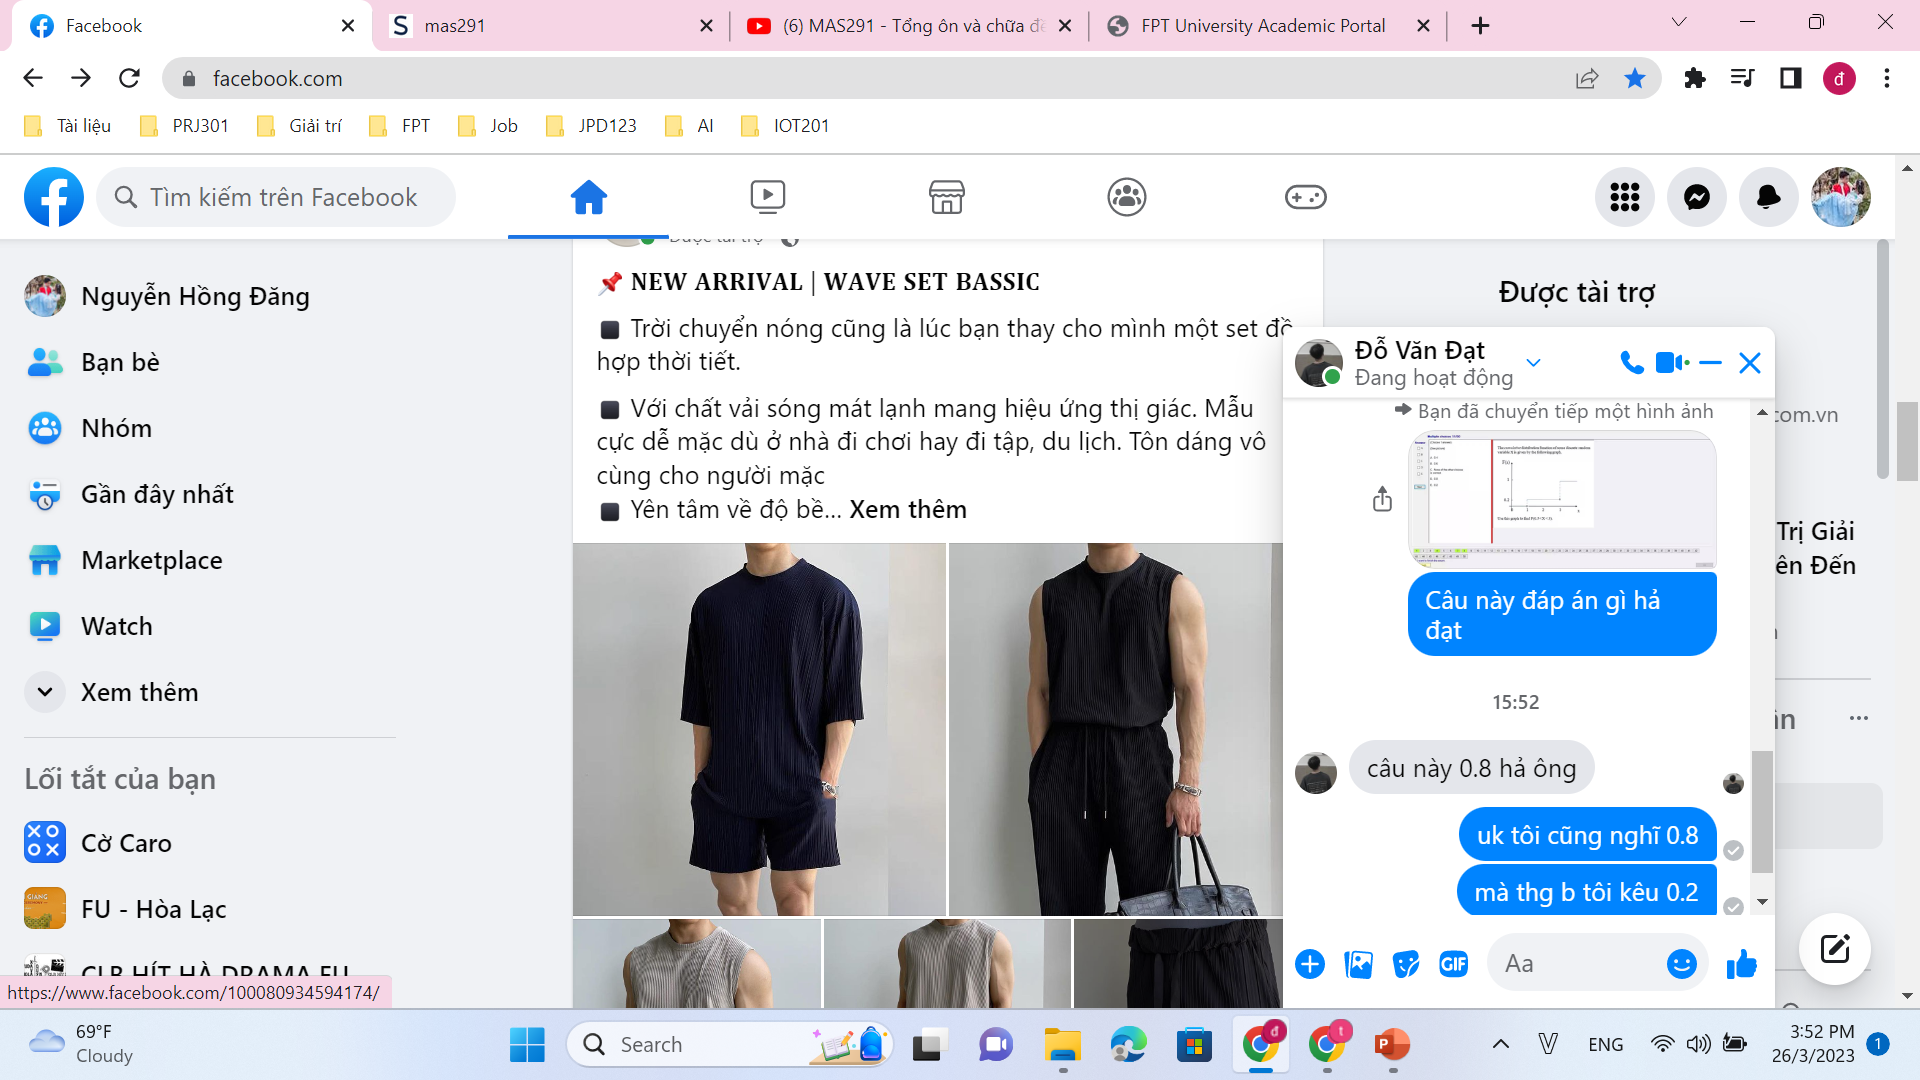 Facebook
mas291
(6) MAS291 - Tổng ôn và chữa đề
FPT University Academic Portal
facebook.com
đ
Tài liệu
PRJ301
Giải trí
FPT
Job
JPD123
AI
IOT201
Tìm kiếm trên Facebook
Được tài trợ
NEW ARRIVAL | WAVE SET BASSIC
Trời chuyển nóng cũng là lúc bạn thay cho mình một set đồ
hợp thời tiết.
Với chất vải sóng mát lạnh mang hiệu ứng thị giác. Mẫu
cực dễ mặc dù ở nhà đi chơi hay đi tập, du lịch. Tôn dáng vô
cùng cho người mặc
Yên tâm về độ bề... Xem thêm
Nguyễn Hồng Đăng
Bạn bè
Nhóm
Gần đây nhất
Marketplace
Watch
Xem thêm
Lối tắt của bạn
Cờ Caro
FU - Hòa Lạc
CLB HÍT HÀ DRAMA FU
https://www.facebook.com/100080934594174/
Được tài trợ
com.vn
Trị Giải
ên Đến
Đỗ Văn Đạt
Đang hoạt động
Bạn đã chuyển tiếp một hình ảnh
Câu này đáp án gì hả
đạt
15:52
câu này 0.8 hả ông
uk tôi cũng nghĩ 0.8
mà thg b tôi kêu 0.2
GIF
Aa
69°F
Cloudy
Search
đ
t
P
ENG
3:52 PM
26/3/2023
1